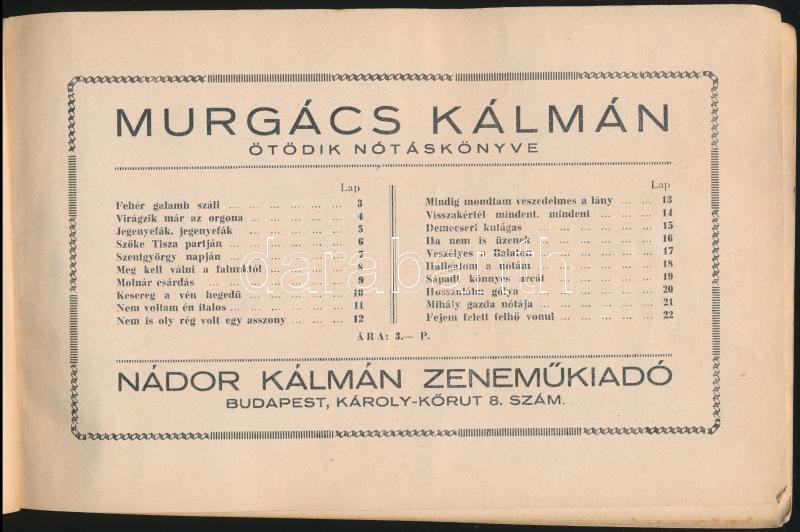 MURGÁCS KÁLMÁN
ÖTÖDIK NÓTÁSKÖNYVE
Lap
Fehér galamb száll ... 3
Virágzik már az orgona ... 4
Jegenyefák, jegenyefák ... 5
Szőke Tisza partján ... 6
Szentgyörgy napján ... 7
Meg kell válni a falunktól ... 8
Molnár csárdás ... 9
Kesereg a vén hegedű ... 10
Nem voltam én italos ... 11
Nem is oly rég volt egy asszony ... 12
Lap
Mindig mondtam veszedelmes a lány ... 13
Visszakértél mindent, mindent ... 14
Demecseri kutágas ... 15
Ha nem is üzenek ... 16
Veszélyes a Balaton ... 17
Hallgatom a nótám ... 18
Sápadt, könnyes arcát ... 19
Hosszúlábú gólya ... 20
Mihály gazda nótája ... 21
Fejem felett felhő vonul ... 22
ÁRA: 3.— P.
NÁDOR KÁLMÁN ZENEMŰKIADÓ
BUDAPEST, KÁROLY-KŐRUT 8. SZÁM.
darabanth.com